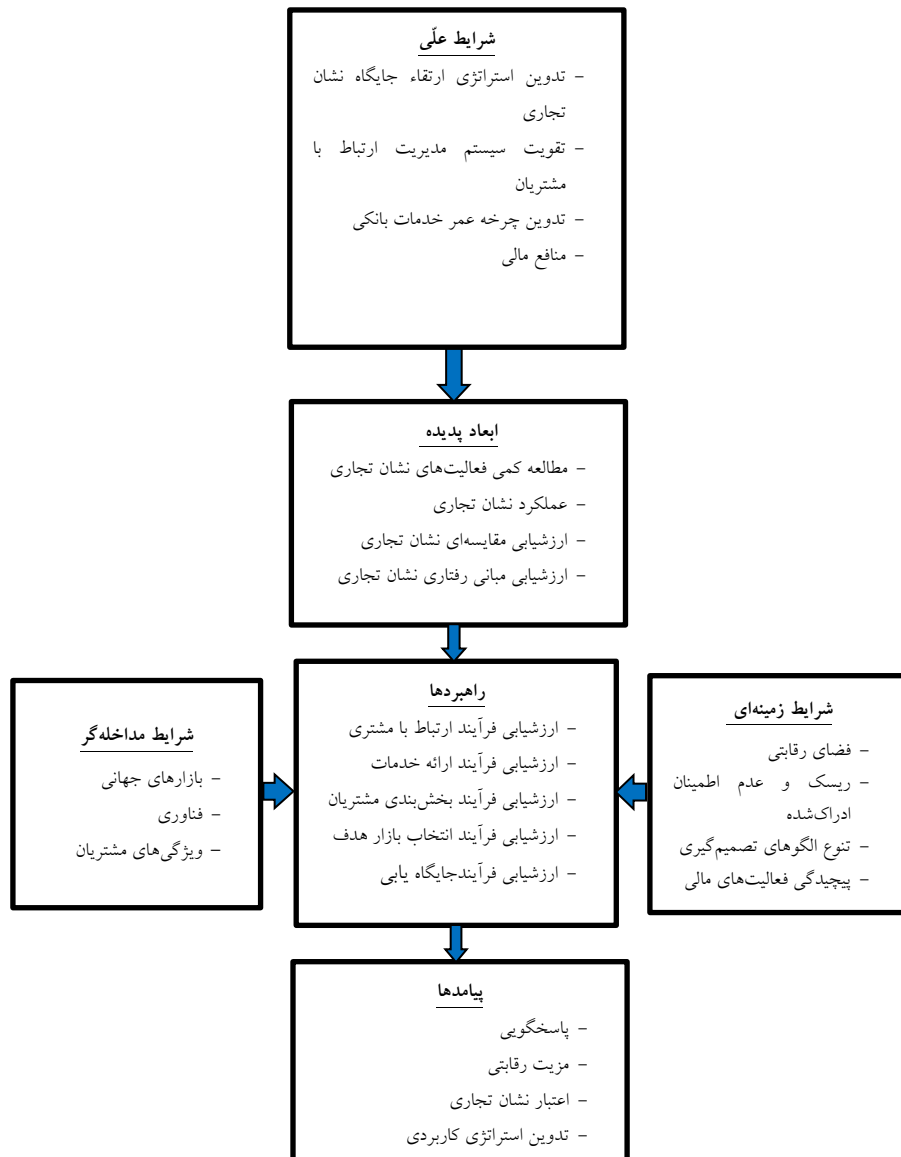 شرایط علّی
- تدوین استراتژی ارتقاء جایگاه نشان
تجاری
- تقویت سیستم مدیریت ارتباط با
مشتریان
- تدوین چرخه عمر خدمات بانکی
- منافع مالی
ابعاد پدیده
- مطالعه کمی فعالیت‌های نشان تجاری
- عملکرد نشان تجاری
- ارزشیابی مقایسه‌ای نشان تجاری
- ارزشیابی مبانی رفتاری نشان تجاری
شرایط زمینه‌ای
- فضای رقابتی
- ریسک و عدم اطمینان
ادراک‌شده
- تنوع الگوهای تصمیم‌گیری
- پیچیدگی فعالیت‌های مالی
راهبردها
- ارزشیابی فرآیند ارتباط با مشتری
- ارزشیابی فرآیند ارائه خدمات
- ارزشیابی فرآیند بخش‌بندی مشتریان
- ارزشیابی فرآیند انتخاب بازار هدف
- ارزشیابی فرآیندجایگاه یابی
شرایط مداخله‌گر
- بازارهای جهانی
- فناوری
- ویژگی‌های مشتریان
پیامدها
- پاسخگویی
- مزیت رقابتی
- اعتبار نشان تجاری
- تدوین استراتژی کاربردی